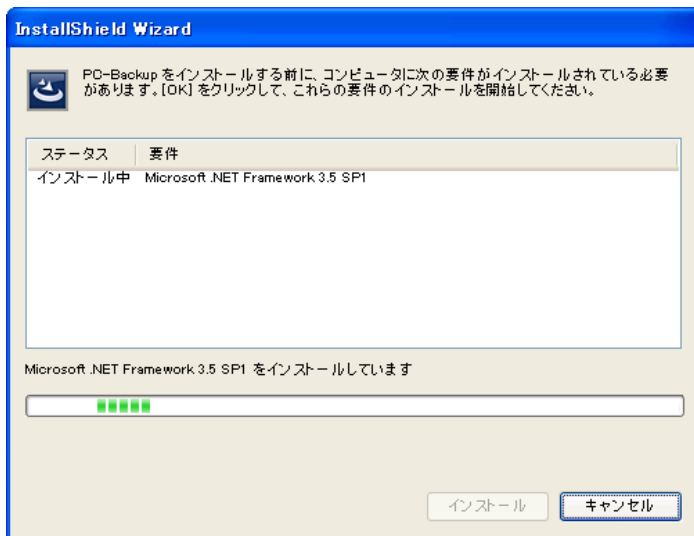 InstallShield Wizard
PC-Backup をインストールする前に、コンピュータに次の要件がインストールされている必要
があります。[OK] をクリックして、これらの要件のインストールを開始してください。
ステータス 要件
インストール中 Microsoft .NET Framework 3.5 SP1
Microsoft .NET Framework 3.5 SP1 をインストールしています
インストール キャンセル